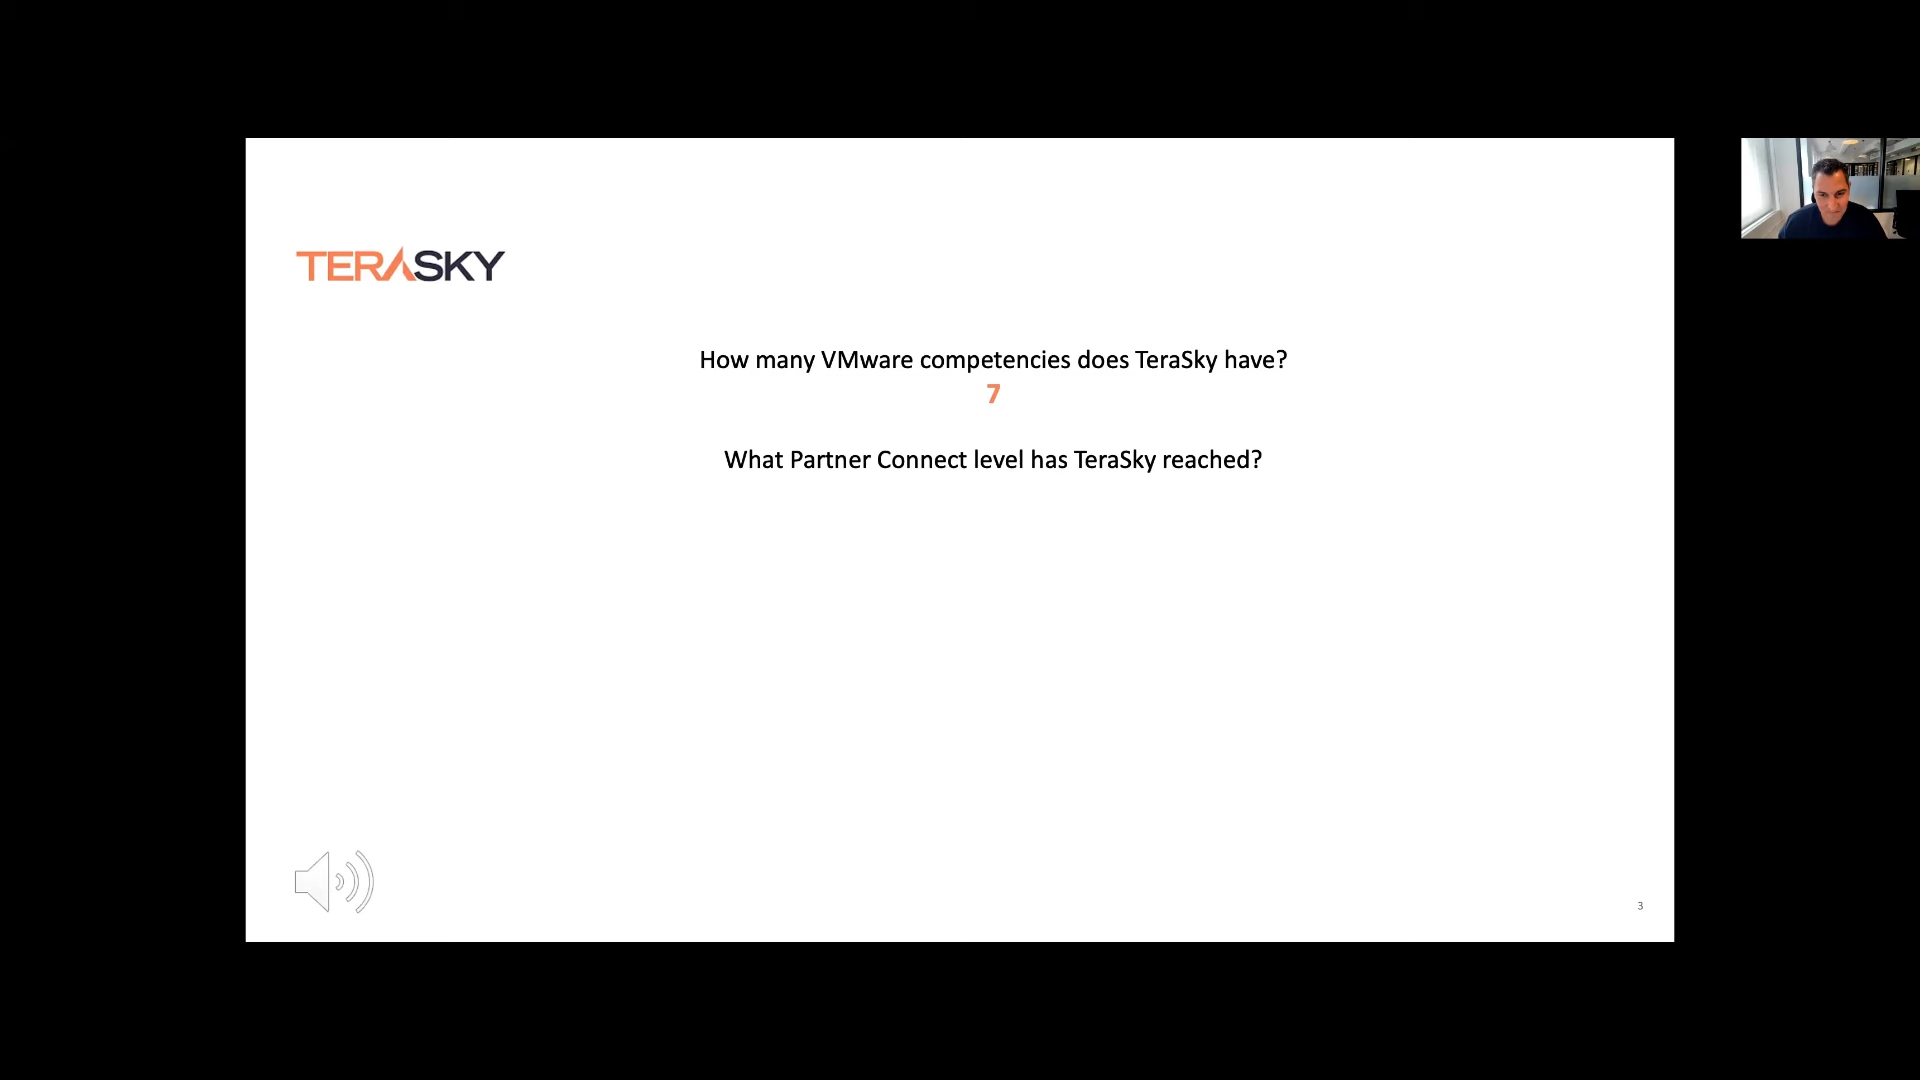 TERASKY
How many VMware competencies does TeraSky have?
7
What Partner Connect level has TeraSky reached?
3